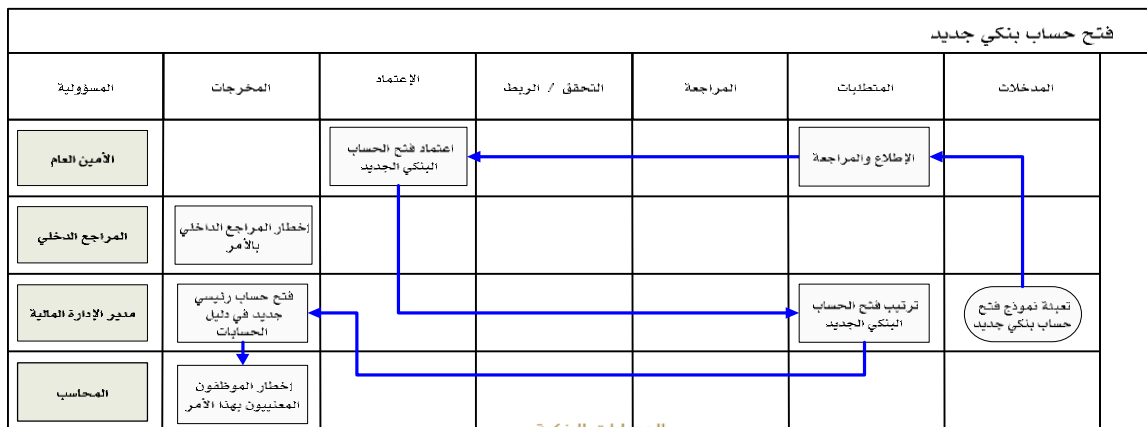 فتح حساب بنكي جديد
المدخلات
المتطلبات
المراجعة
التحقق / الربط
الإعتماد
المخرجات
المسؤولية
الإطلاع والمراجعة
اعتماد فتح الحساب
البنكي الجديد
الأمين العام
إخطار المراجع الداخلي
بالأمر
المراجع الدخلي
تعبئة نموذج فتح
حساب بنكي جديد
ترتيب فتح الحساب
البنكي الجديد
فتح حساب رئيسي
جديد في دليل
الحسابات
مدير الإدارة المالية
إخطار الموظفون
المعنييون بهذا الأمر
المحاسب